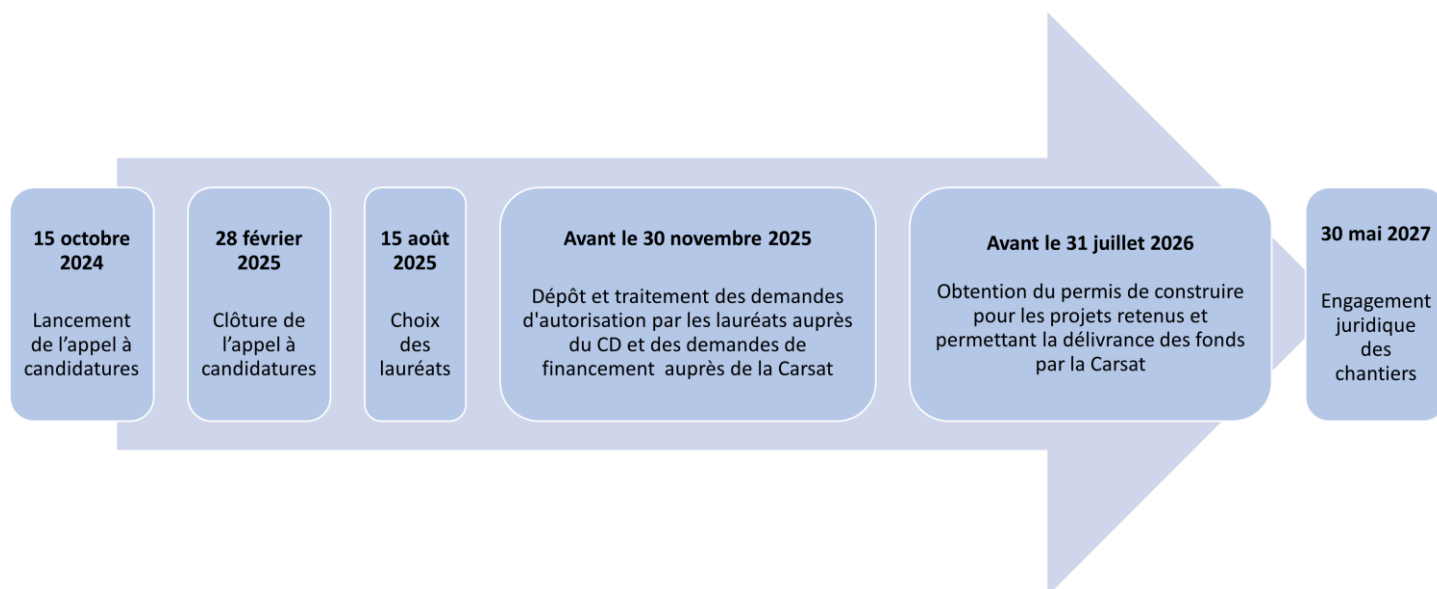 15 octobre
2024
Lancement
de l’appel à
candidatures
28 février
2025
Clôture de
l’appel à
candidatures
15 août
2025
Choix
des
lauréats
Avant le 30 novembre 2025
Dépôt et traitement des demandes
d'autorisation par les lauréats auprès
du CD et des demandes de
financement auprès de la Carsat
Avant le 31 juillet 2026
Obtention du permis de construire
pour les projets retenus et
permettant la délivrance des fonds
par la Carsat
30 mai 2027
Engagement
juridique
des
chantiers